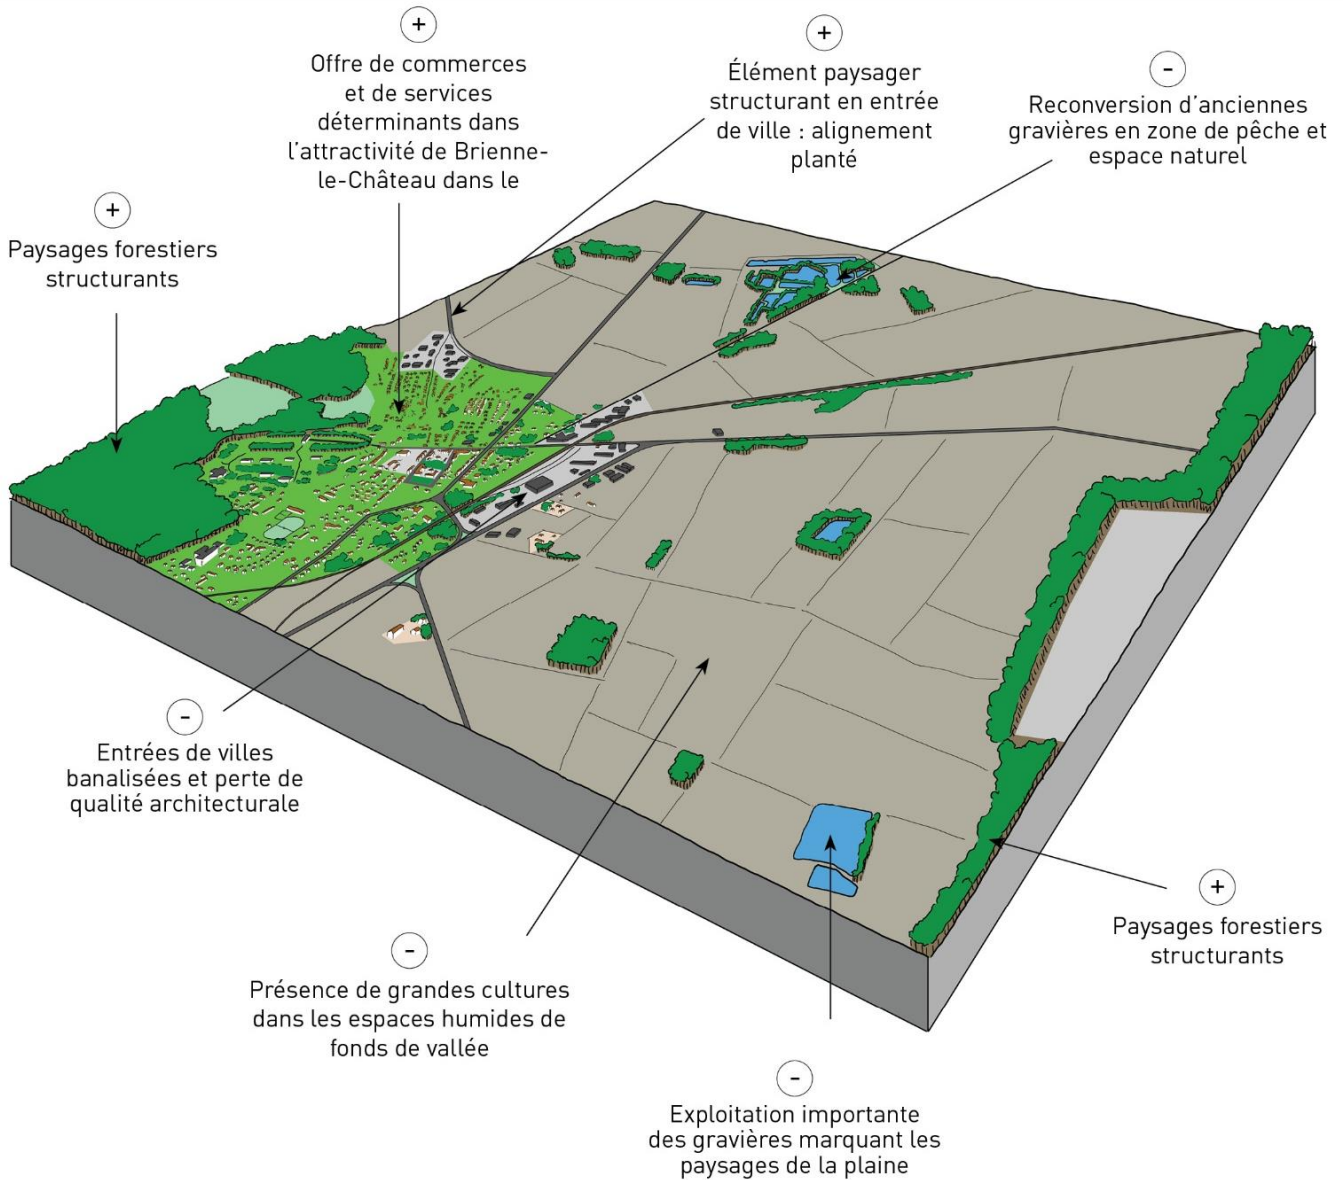 +
Offre de commerces
et de services
déterminants dans
l'attractivité de Brienne-
le-Château dans le
+
Élément paysager
structurant en entrée
de ville : alignement
planté
-
Reconversion d'anciennes
gravières en zone de pêche et
espace naturel
+
Paysages forestiers
structurants
-
Entrées de villes
banalisées et perte de
qualité architecturale
+
Paysages forestiers
structurants
-
Présence de grandes cultures
dans les espaces humides de
fonds de vallée
-
Exploitation importante
des gravières marquant les
paysages de la plaine